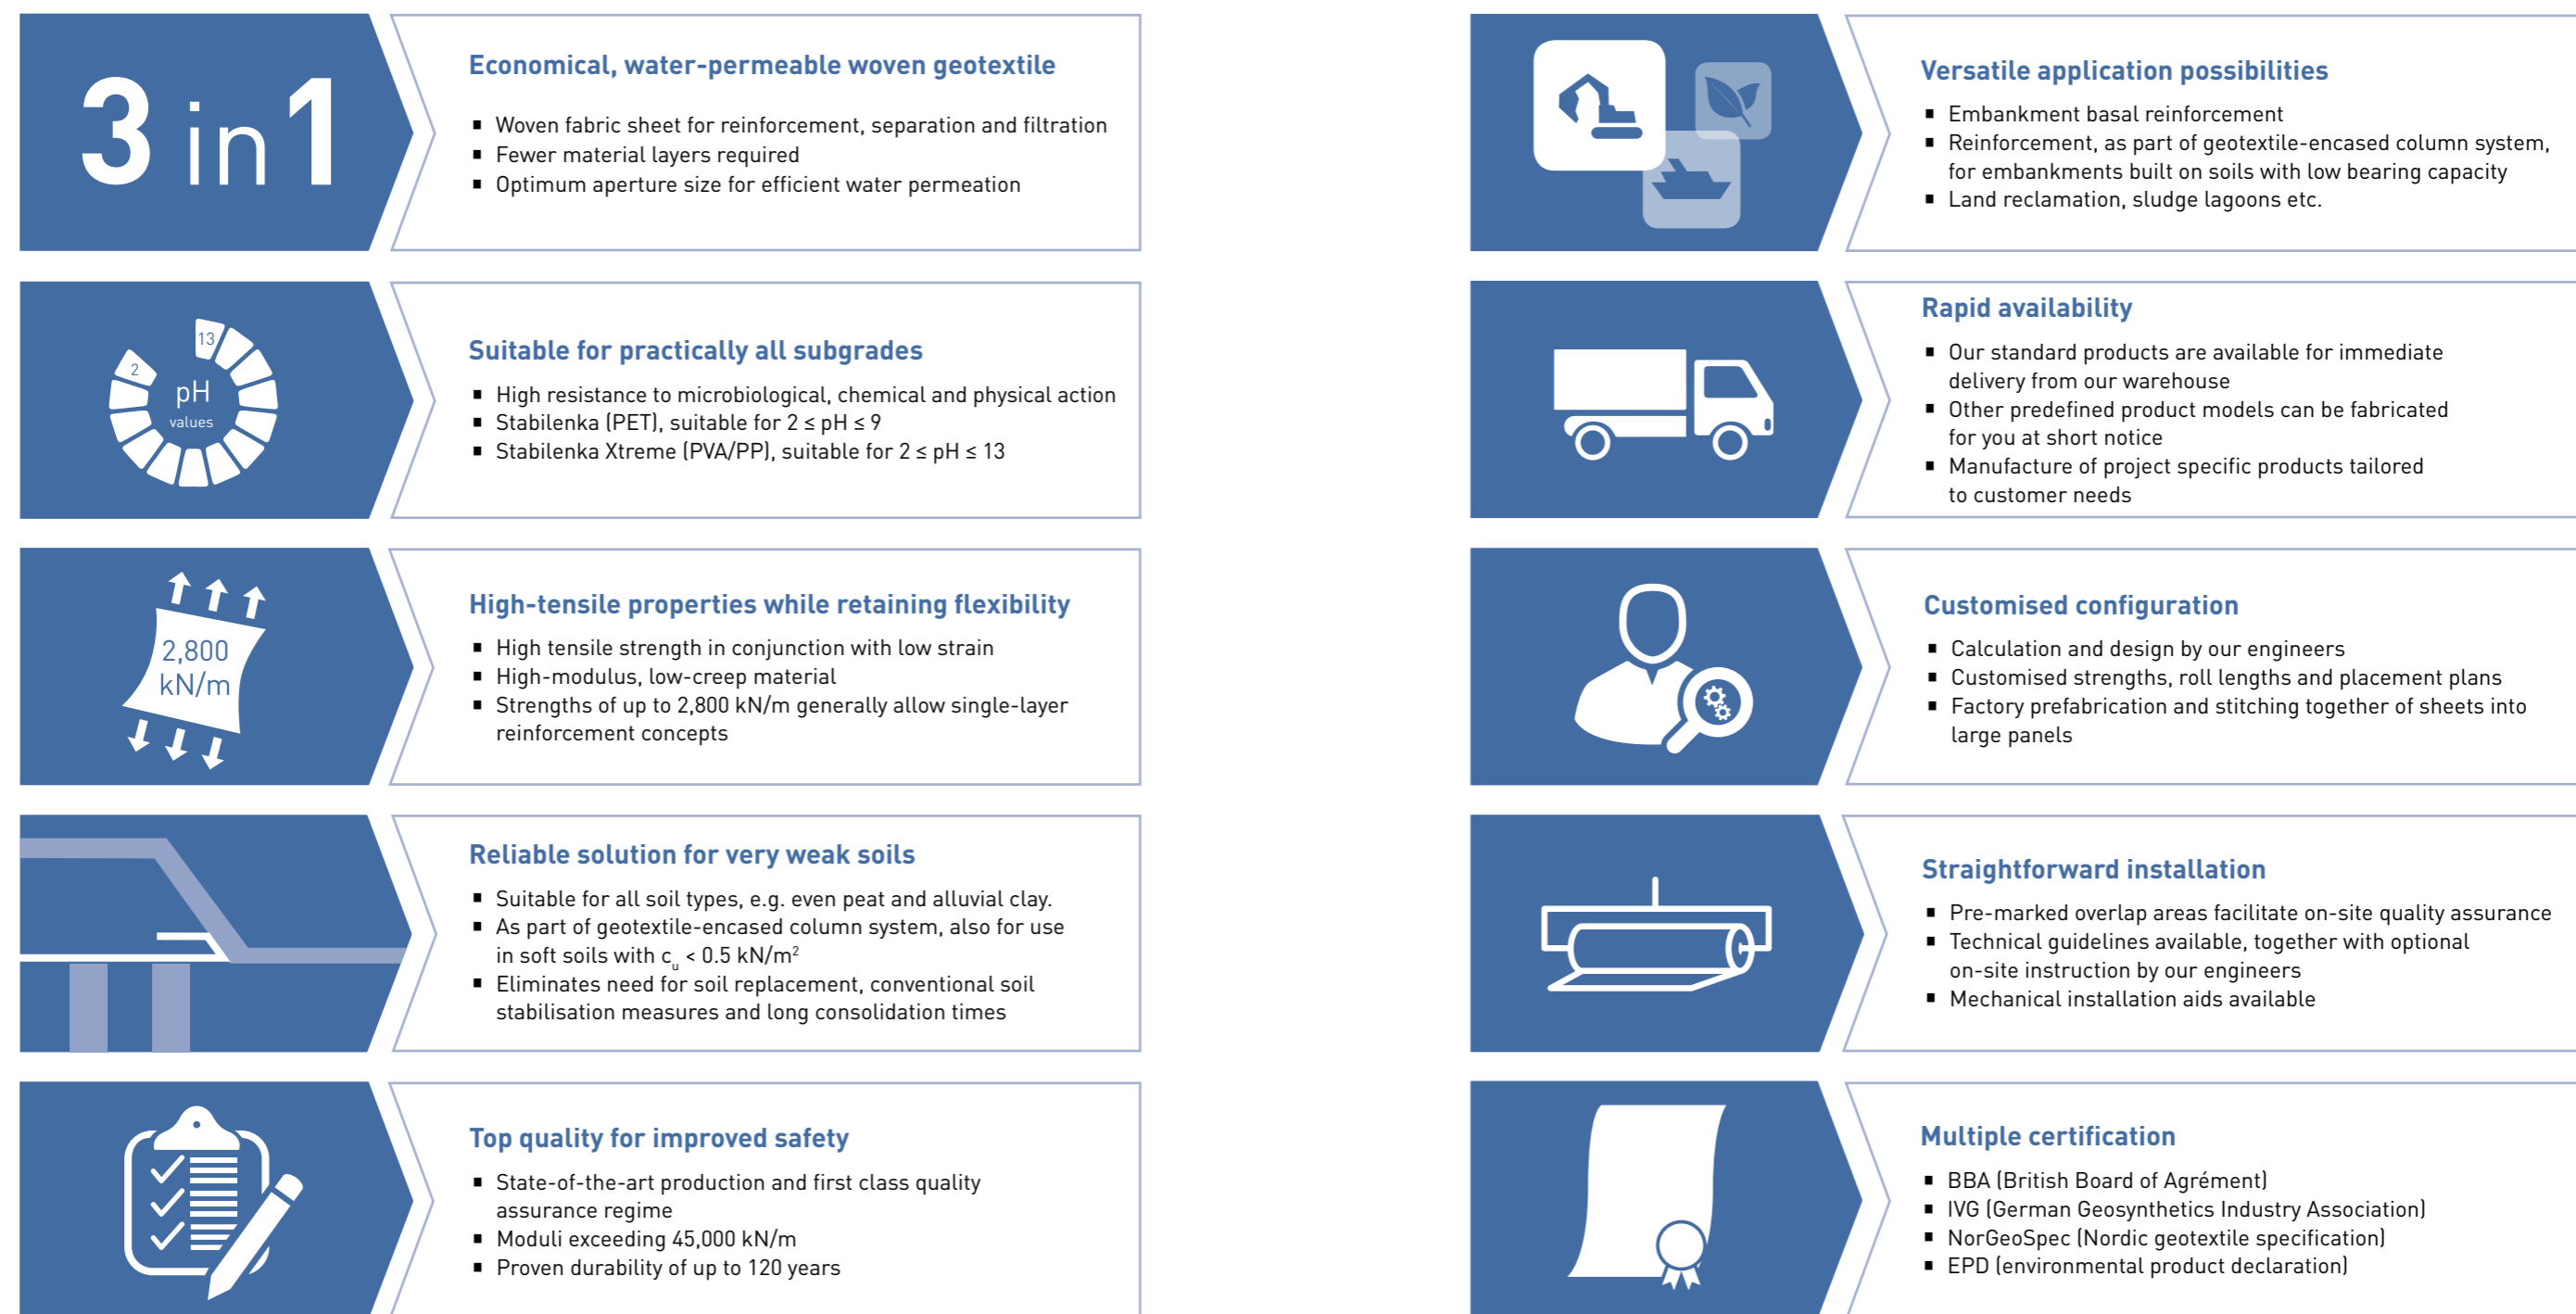 3 in 1
Economical, water-permeable woven geotextile
▪ Woven fabric sheet for reinforcement, separation and filtration
▪ Fewer material layers required
▪ Optimum aperture size for efficient water permeation
13
2
pH
values
Suitable for practically all subgrades
▪ High resistance to microbiological, chemical and physical action
▪ Stabilenka (PET), suitable for 2 ≤ pH ≤ 9
▪ Stabilenka Xtreme (PVA/PP), suitable for 2 ≤ pH ≤ 13
2,800
kN/m
High-tensile properties while retaining flexibility
▪ High tensile strength in conjunction with low strain
▪ High-modulus, low-creep material
▪ Strengths of up to 2,800 kN/m generally allow single-layer
reinforcement concepts
Reliable solution for very weak soils
▪ Suitable for all soil types, e.g. even peat and alluvial clay.
▪ As part of geotextile-encased column system, also for use
in soft soils with cᵤ < 0.5 kN/m²
▪ Eliminates need for soil replacement, conventional soil
stabilisation measures and long consolidation times
Top quality for improved safety
▪ State-of-the-art production and first class quality
assurance regime
▪ Moduli exceeding 45,000 kN/m
▪ Proven durability of up to 120 years
Versatile application possibilities
▪ Embankment basal reinforcement
▪ Reinforcement, as part of geotextile-encased column system,
for embankments built on soils with low bearing capacity
▪ Land reclamation, sludge lagoons etc.
Rapid availability
▪ Our standard products are available for immediate
delivery from our warehouse
▪ Other predefined product models can be fabricated
for you at short notice
▪ Manufacture of project specific products tailored
to customer needs
Customised configuration
▪ Calculation and design by our engineers
▪ Customised strengths, roll lengths and placement plans
▪ Factory prefabrication and stitching together of sheets into
large panels
Straightforward installation
▪ Pre-marked overlap areas facilitate on-site quality assurance
▪ Technical guidelines available, together with optional
on-site instruction by our engineers
▪ Mechanical installation aids available
Multiple certification
▪ BBA (British Board of Agrément)
▪ IVG (German Geosynthetics Industry Association)
▪ NorGeoSpec (Nordic geotextile specification)
▪ EPD (environmental product declaration)